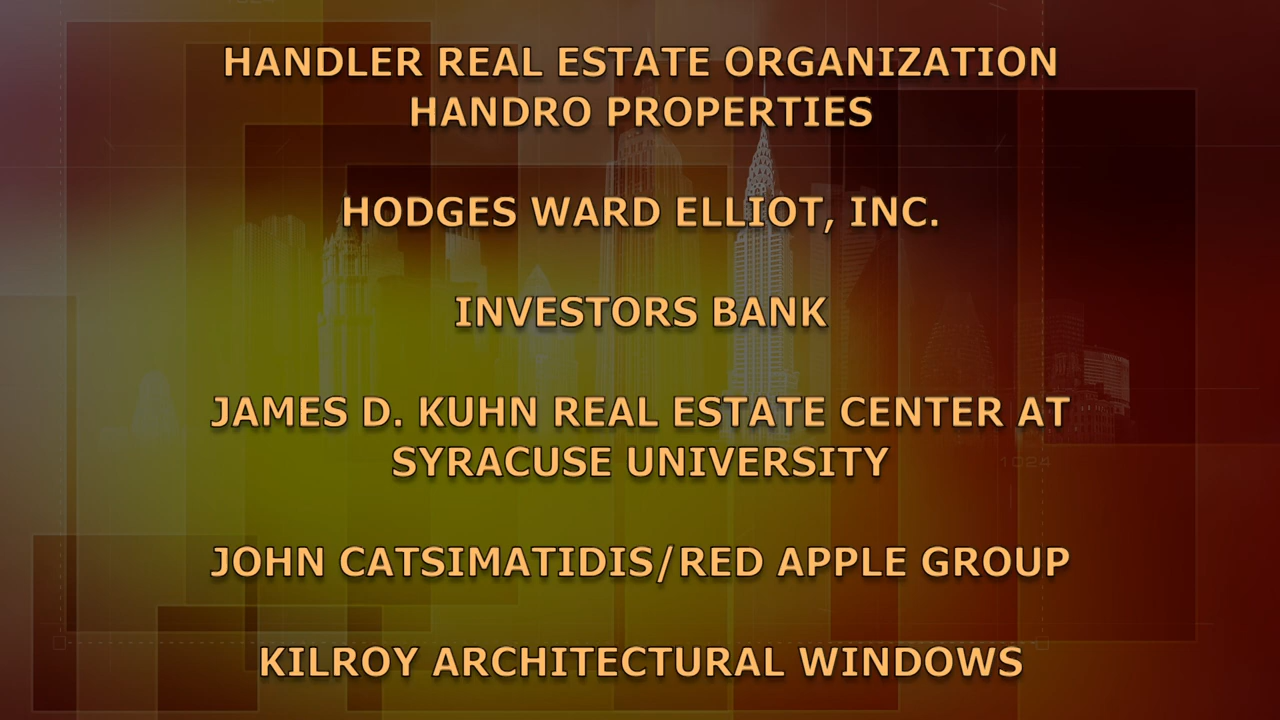 HANDLER REAL ESTATE ORGANIZATION
HANDRO PROPERTIES
HODGES WARD ELLIOT, INC.
INVESTORS BANK
JAMES D. KUHN REAL ESTATE CENTER AT
SYRACUSE UNIVERSITY
1024
JOHN CATSIMATIDIS/RED APPLE GROUP
KILROY ARCHITECTURAL WINDOWS